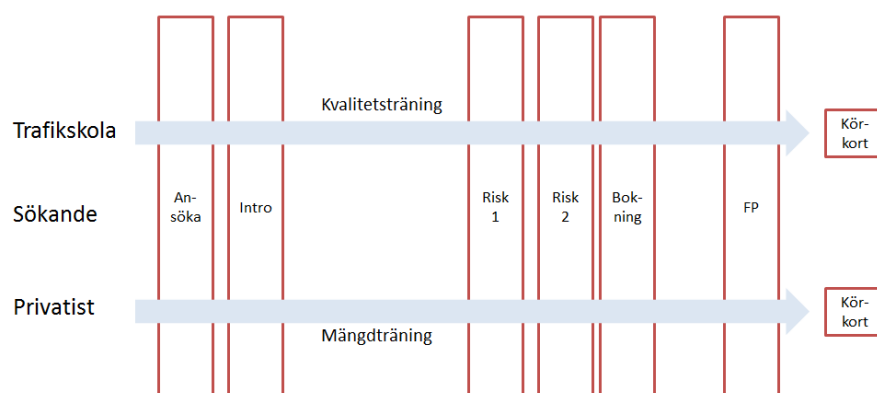 Kvalitetsträning
Trafikskola
Kör-
kort
Sökande
An-
söka
Intro
Risk
1
Risk
2
Bok-
ning
FP
Privatist
Kör-
kort
Mängdträning